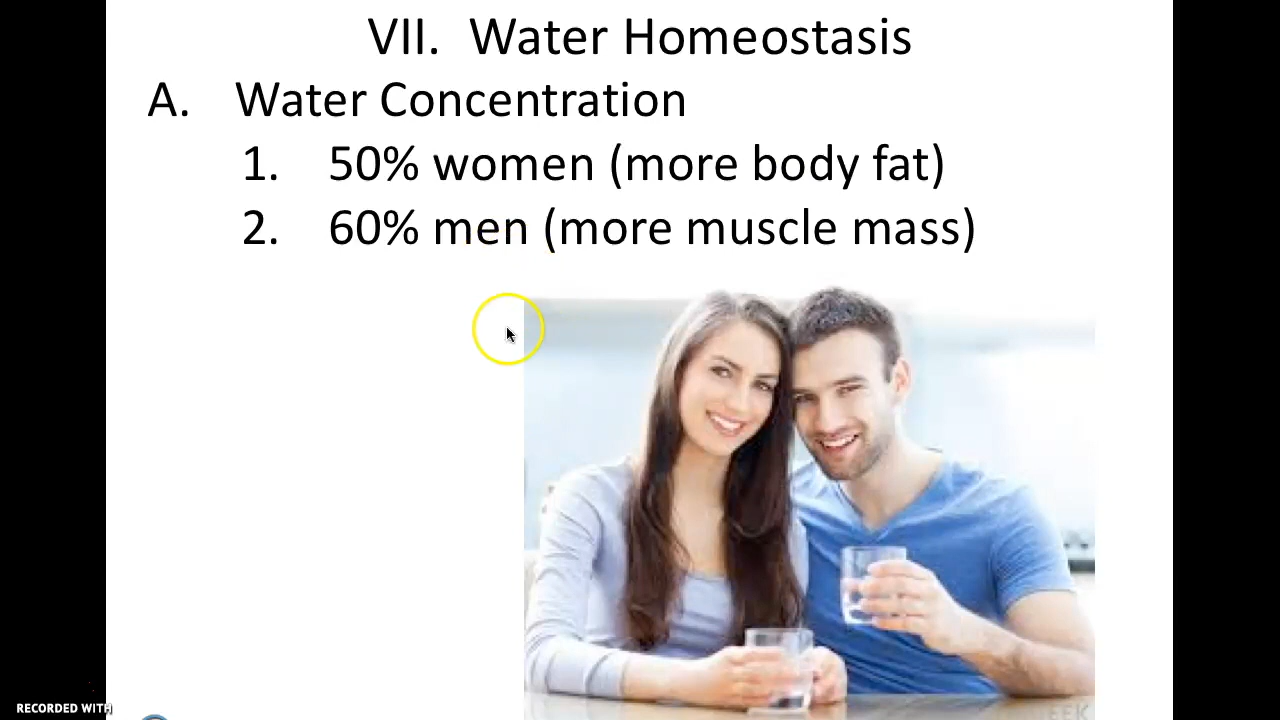 VII. Water Homeostasis
A. Water Concentration
1. 50% women (more body fat)
2. 60% men (more muscle mass)
RECORDED WITH